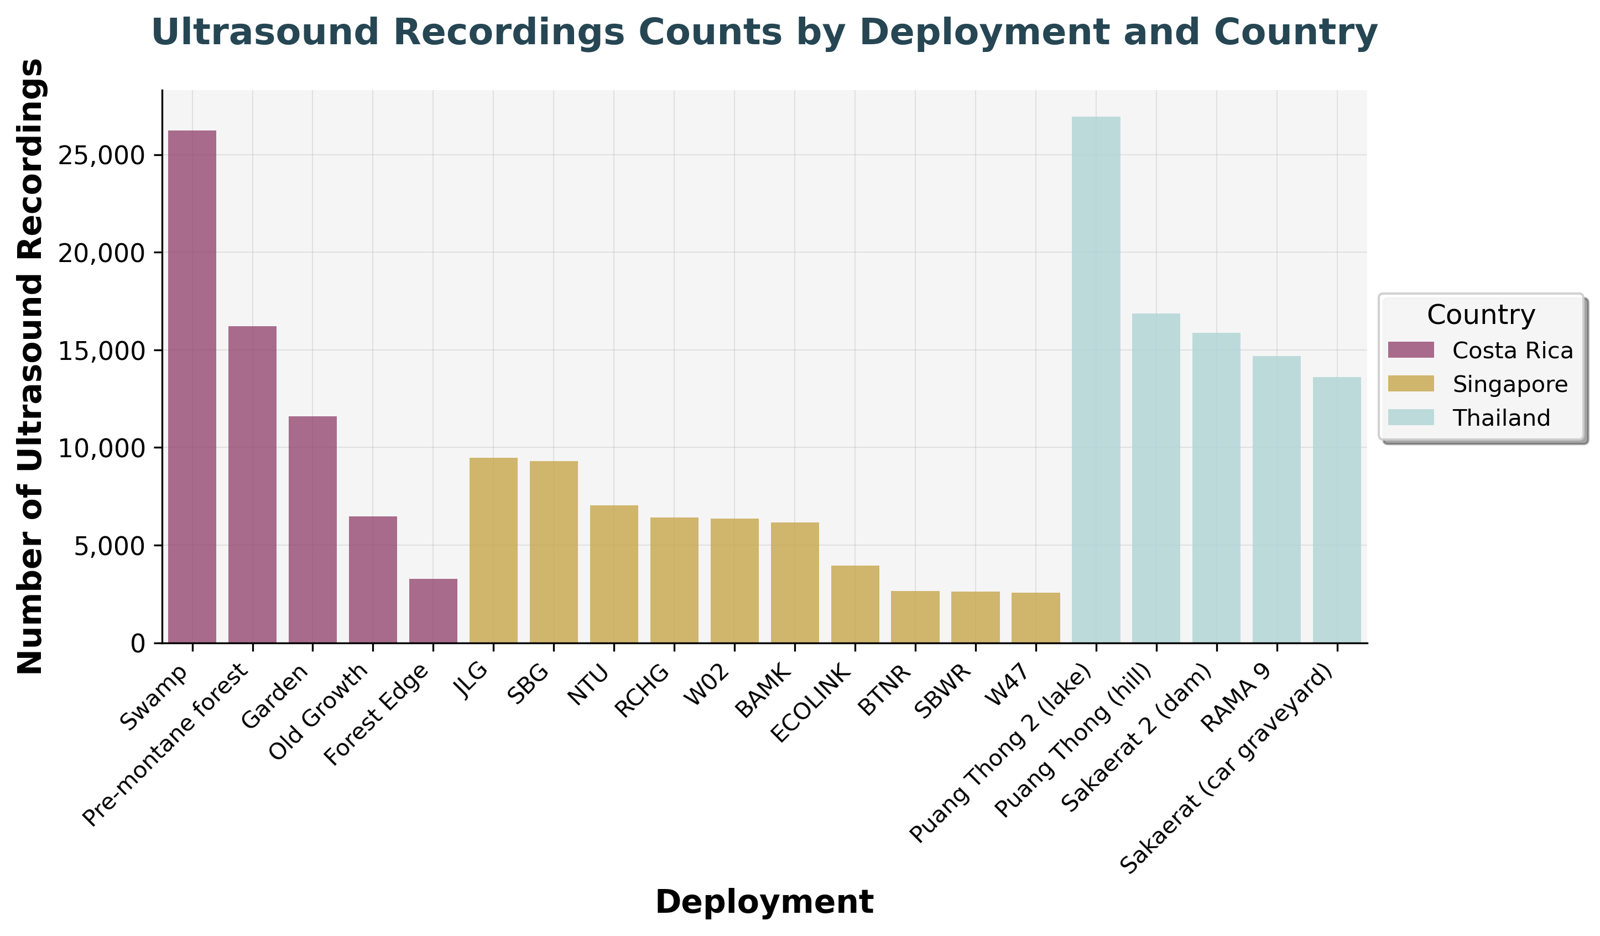 Ultrasound Recordings Counts by Deployment and Country
Number of Ultrasound Recordings
25,000
20,000
15,000
10,000
5,000
0
Swamp
Pre-montane forest
Garden
Old Growth
Forest Edge
JLG
SBG
NTU
RCHG
W02
BAMK
ECOLINK
BTNR
SBWR
W47
Puang Thong 2 (lake)
Puang Thong (hill)
Sakaerat 2 (dam)
RAMA 9
Sakaerat (car graveyard)
Deployment
Country
Costa Rica
Singapore
Thailand